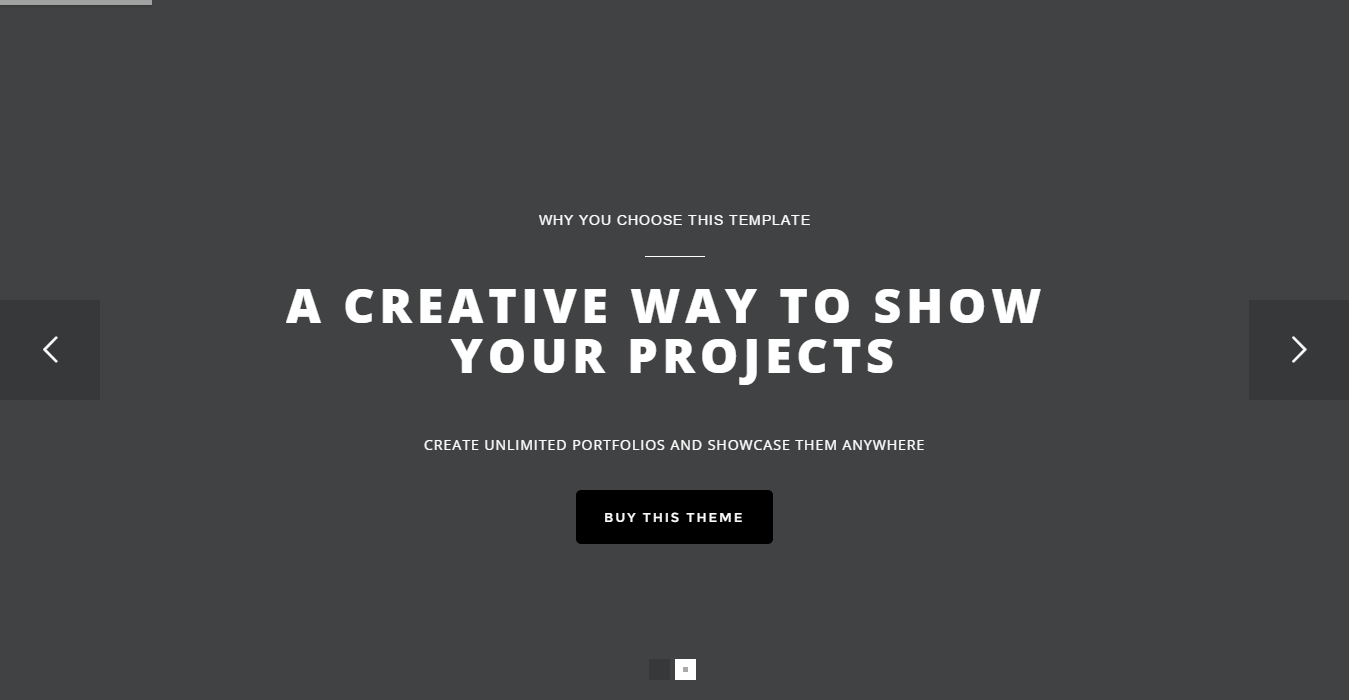 WHY YOU CHOOSE THIS TEMPLATE
A CREATIVE WAY TO SHOW
YOUR PROJECTS
CREATE UNLIMITED PORTFOLIOS AND SHOWCASE THEM ANYWHERE
BUY THIS THEME